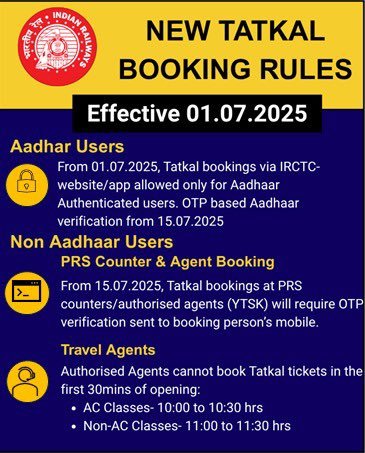 भारतीय रेल INDIAN RAILWAYS
NEW TATKAL
BOOKING RULES
Effective 01.07.2025
Aadhar Users
From 01.07.2025, Tatkal bookings via IRCTC-
website/app allowed only for Aadhaar
Authenticated users. OTP based Aadhaar
verification from 15.07.2025
Non Aadhaar Users
PRS Counter & Agent Booking
From 15.07.2025, Tatkal bookings at PRS
counters/authorised agents (YTSK) will require OTP
verification sent to booking person's mobile.
Travel Agents
Authorised Agents cannot book Tatkal tickets in the
first 30mins of opening:
• AC Classes- 10:00 to 10:30 hrs
• Non-AC Classes- 11:00 to 11:30 hrs